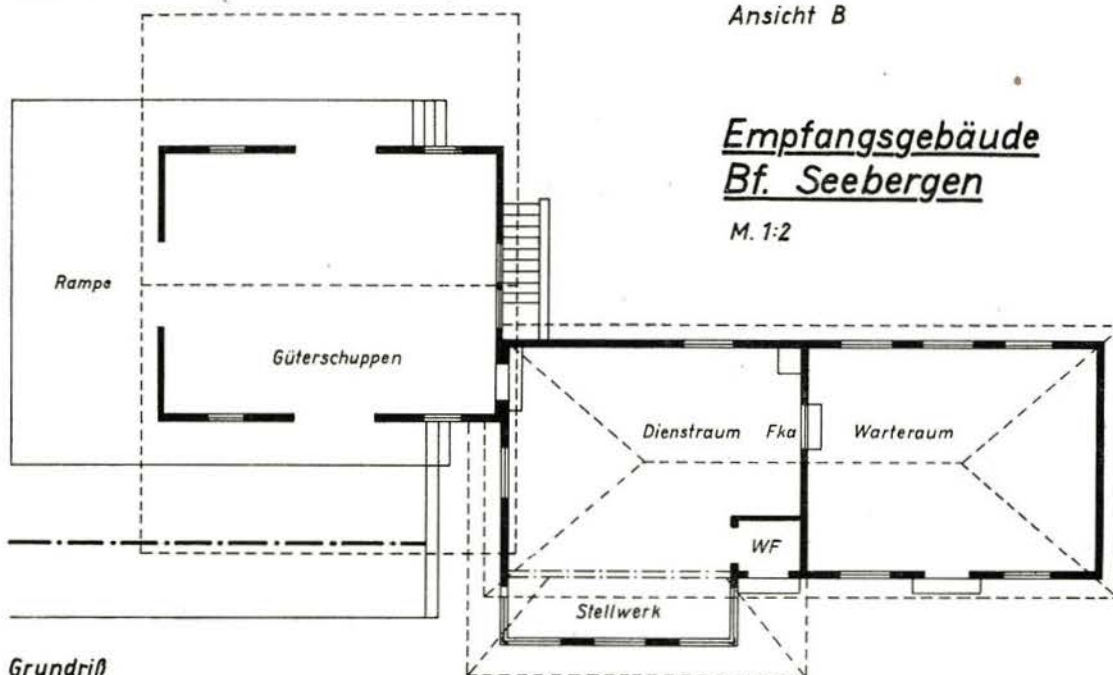 Ansicht B
Empfangsgebäude
Bf. Seebergen
M. 1:2
Rampe
Güterschuppen
Dienstraum Fka Warteraum
WF
Stellwerk
Grundriß